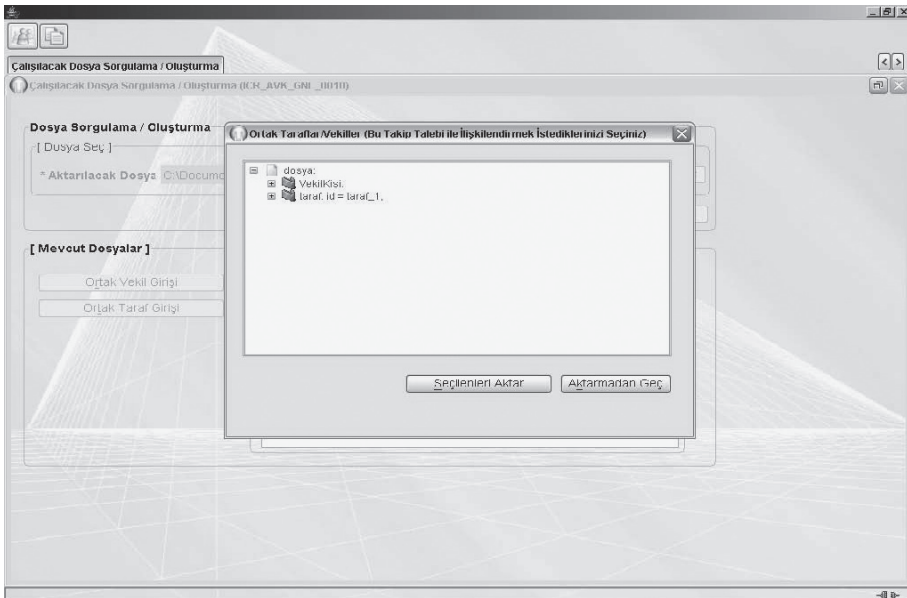 Çalışılacak Dosya Sorgulama / Oluşturma
Çalışılacak Dosya Sorgulama / Oluşturma (ICR_AVK_GNL_0010)
Dosya Sorgulama / Oluşturma
[ Dosya Seç ]
* Aktarılacak Dosya C:\Docume
[ Mevcut Dosyalar ]
Ortak Vekil Girişi
Ortak Taraf Girişi
Ortak Taraflar/Vekiller (Bu Takip Talebi ile İlişkilendirmek İstediklerinizi Seçiniz)
dosya:
VekilKisi:
taraf: id = taraf_1,
Seçilenleri Aktar
Aktarmadan Geç